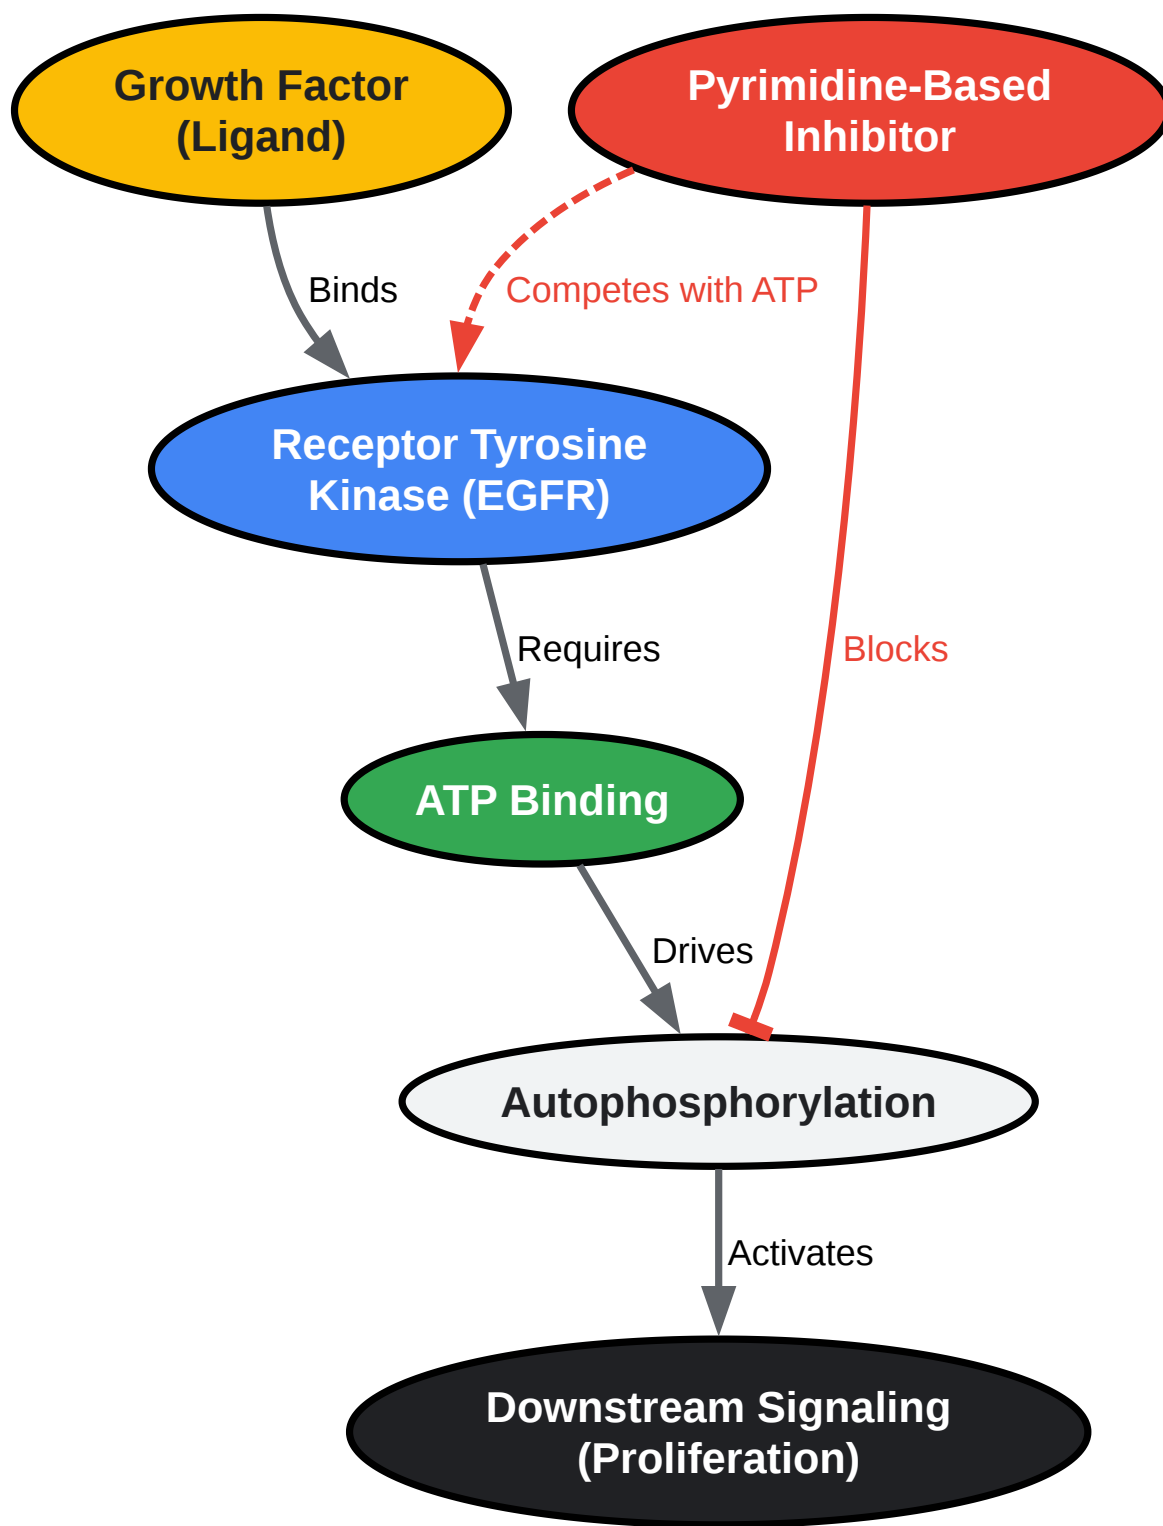 Growth Factor
(Ligand)
Pyrimidine-Based
Inhibitor
Binds
Competes with ATP
Receptor Tyrosine
Kinase (EGFR)
Requires
Blocks
ATP Binding
Drives
Autophosphorylation
Activates
Downstream Signaling
(Proliferation)